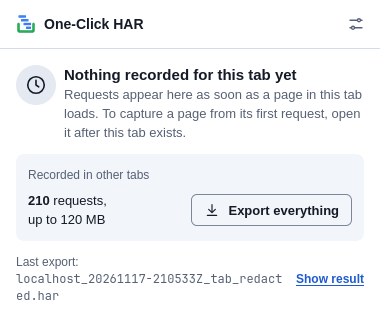 One-Click HAR
Nothing recorded for this tab yet
Requests appear here as soon as a page in this tab
loads. To capture a page from its first request, open
it after this tab exists.
Recorded in other tabs
210 requests,
up to 120 MB
Export everything
Last export:
localhost_20261117-210533Z_tab_redact
ed.har
Show result